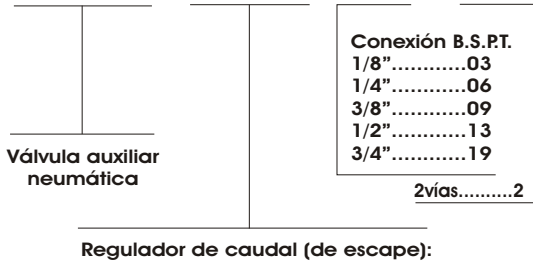 Conexión B.S.P.T.
1/8”............03
1/4”............06
3/8”............09
1/2”............13
3/4”............19
Válvula auxiliar
neumática
2vías..........2
Regulador de caudal (de escape):